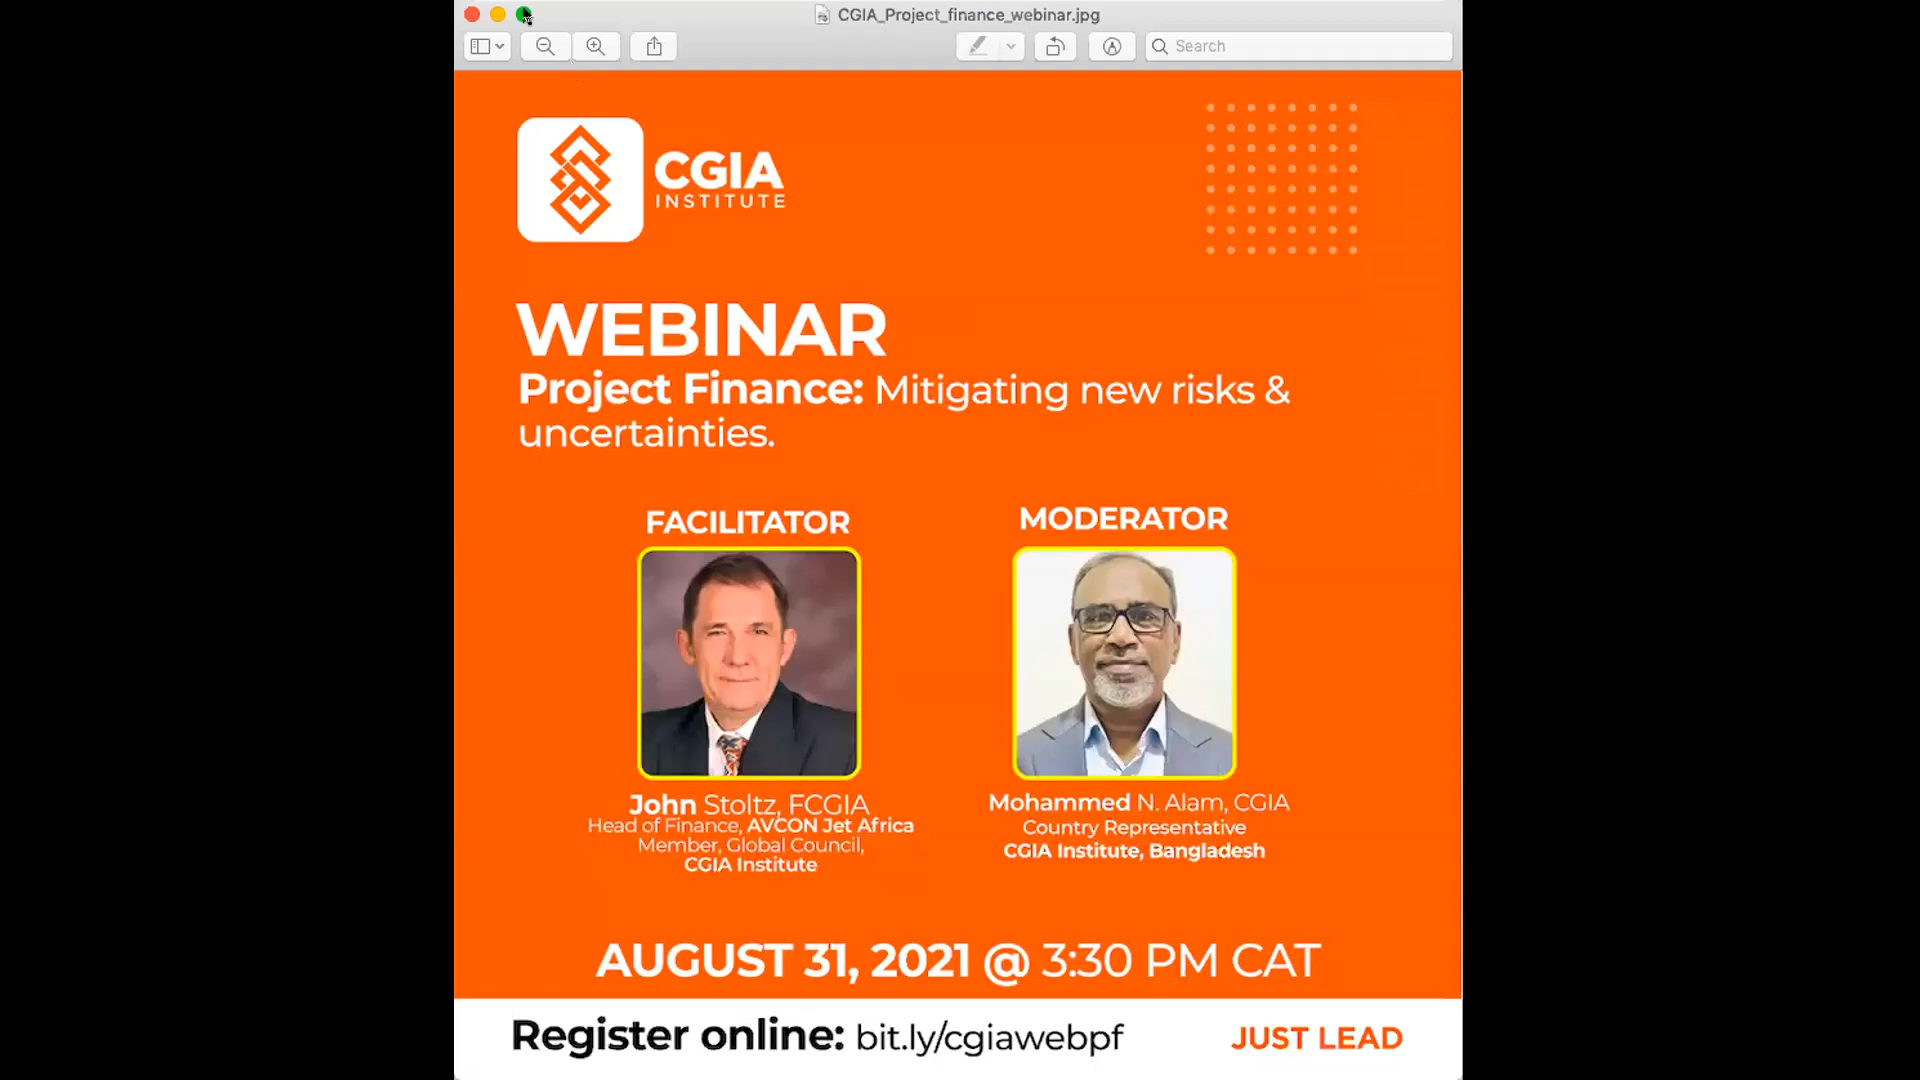 CGIA_Project_finance_webinar.jpg
Search
CGIA
INSTITUTE
WEBINAR
Project Finance: Mitigating new risks &
uncertainties.
FACILITATOR
MODERATOR
John Stoltz, FCGIA
Head of Finance, AVCON Jet Africa
Member, Global Council,
CGIA Institute
Mohammed N. Alam, CGIA
Country Representative
CGIA Institute, Bangladesh
AUGUST 31, 2021 @ 3:30 PM CAT
Register online: bit.ly/cgiawebpf
JUST LEAD